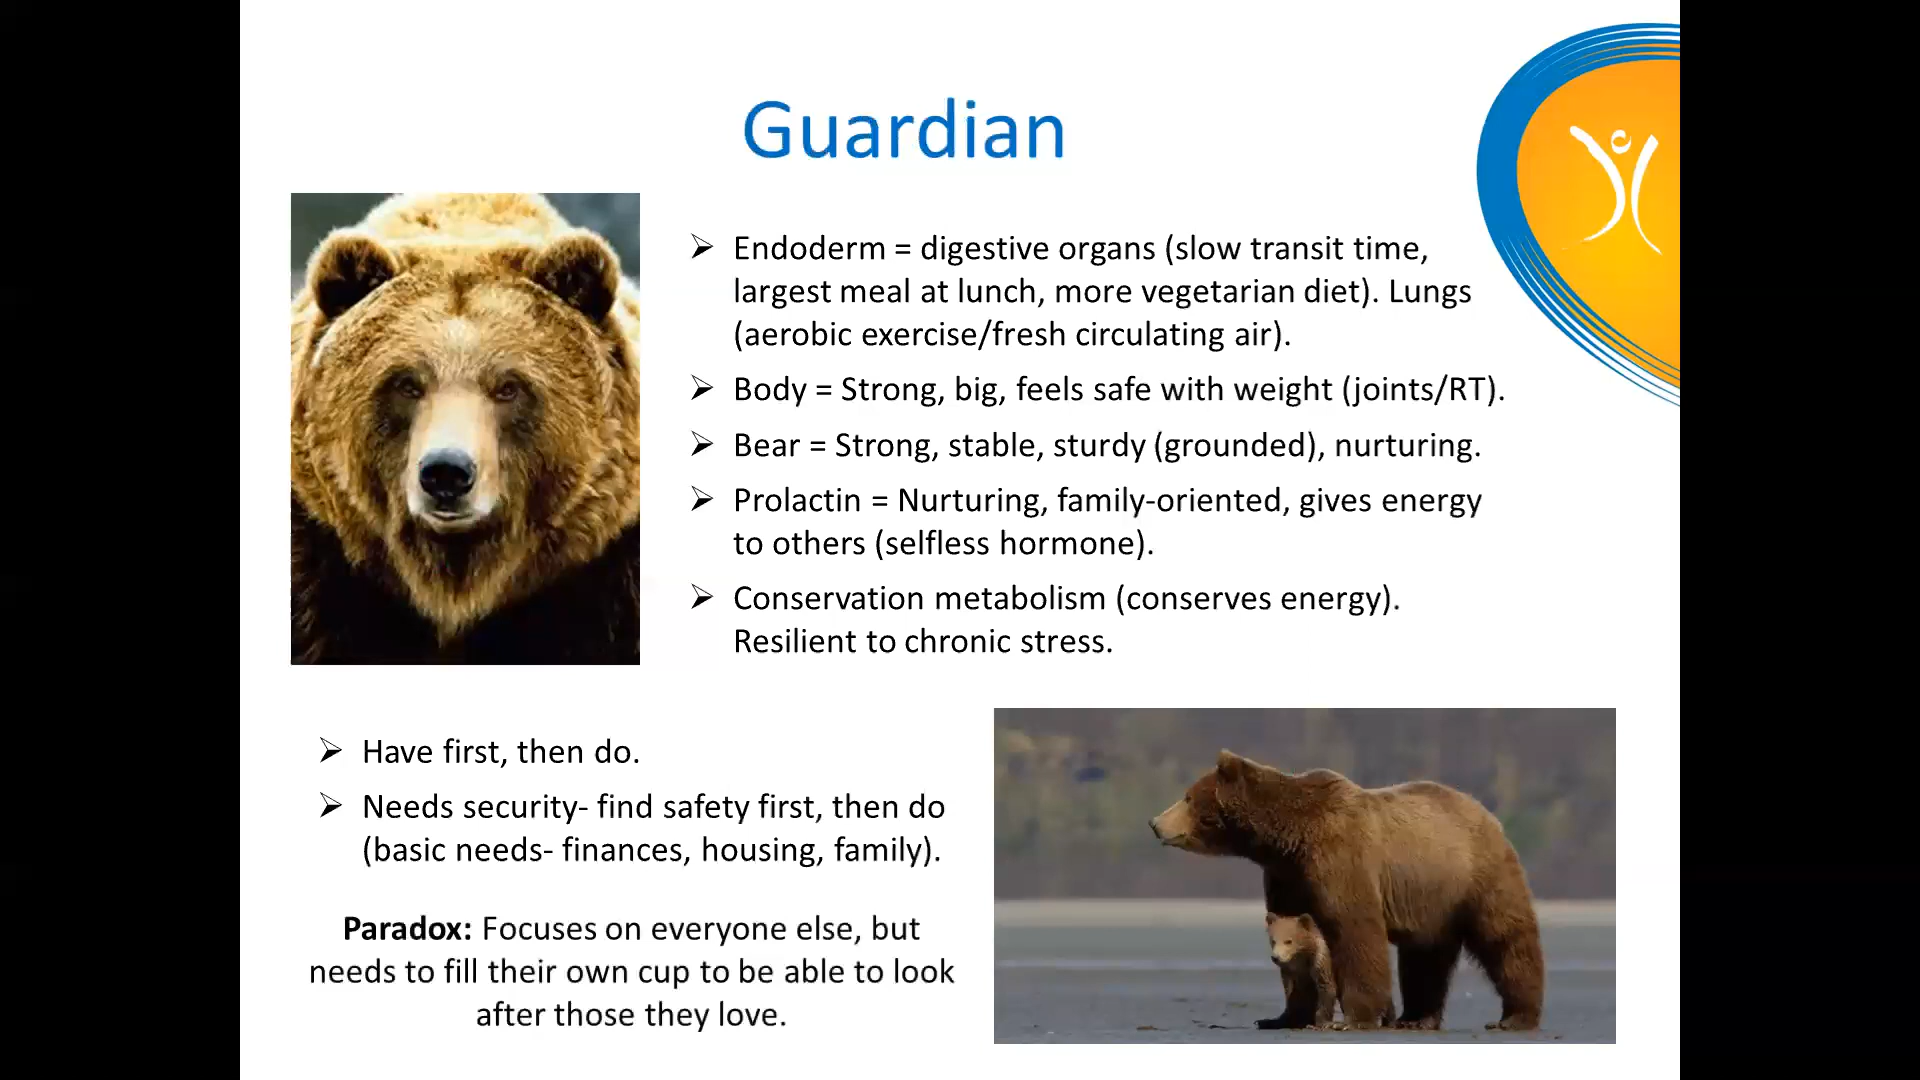 Guardian
➢ Endoderm = digestive organs (slow transit time,
largest meal at lunch, more vegetarian diet). Lungs
(aerobic exercise/fresh circulating air).
➢ Body = Strong, big, feels safe with weight (joints/RT).
➢ Bear = Strong, stable, sturdy (grounded), nurturing.
➢ Prolactin = Nurturing, family-oriented, gives energy
to others (selfless hormone).
➢ Conservation metabolism (conserves energy).
Resilient to chronic stress.
➢ Have first, then do.
➢ Needs security- find safety first, then do
(basic needs- finances, housing, family).
Paradox: Focuses on everyone else, but
needs to fill their own cup to be able to look
after those they love.